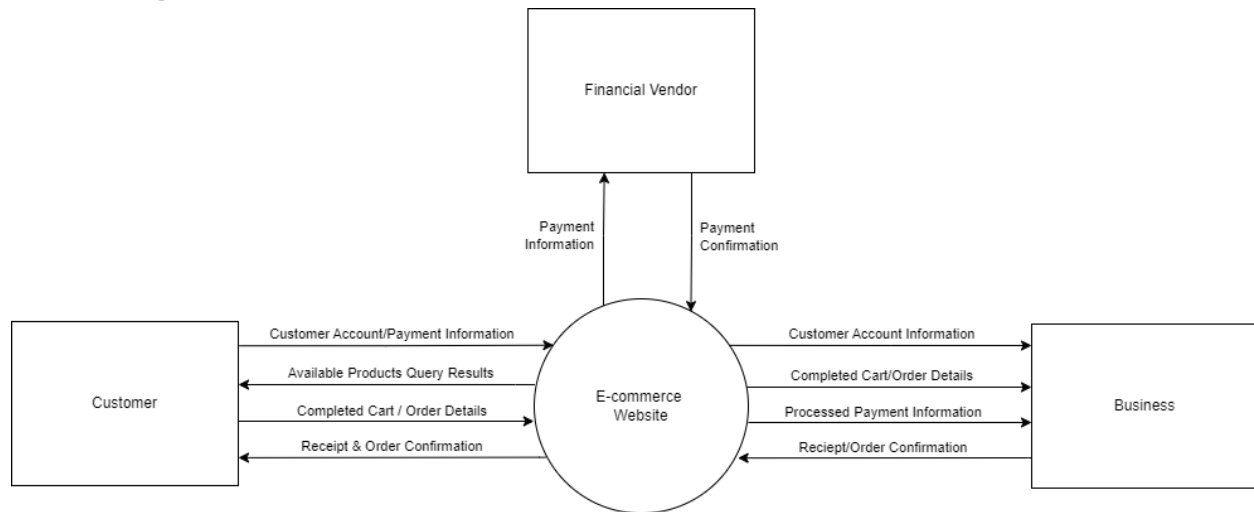 Financial Vendor
Payment
Information
Payment
Confirmation
Customer Account/Payment Information
Available Products Query Results
Customer
Completed Cart / Order Details
Receipt & Order Confirmation
E-commerce
Website
Customer Account Information
Completed Cart/Order Details
Processed Payment Information
Reciept/Order Confirmation
Business